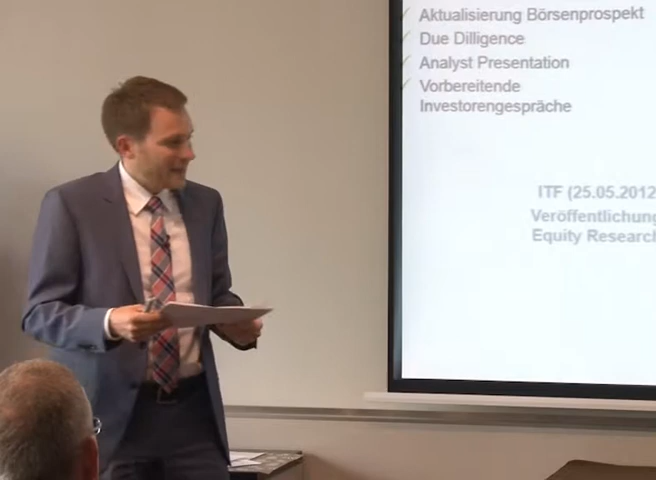 Aktualisierung Börsenprospekt
Due Dilligence
Analyst Presentation
Vorbereitende
Investorengespräche
ITF (25.05.2012
Veröffentlichung
Equity Research